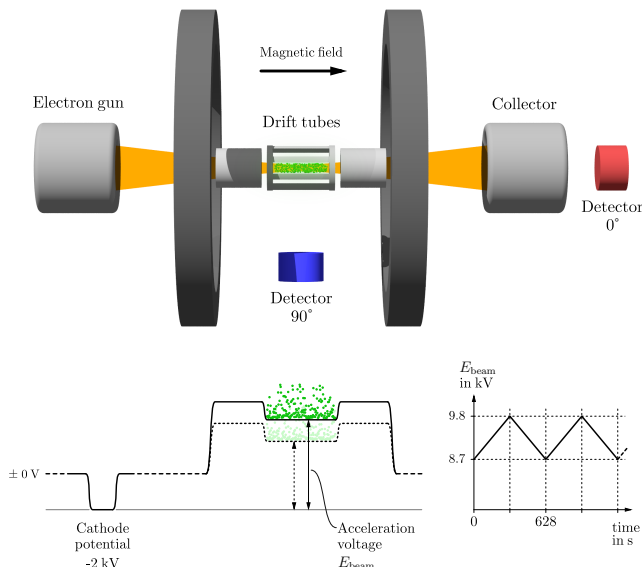 Magnetic field
Electron gun
Collector
Drift tubes
Detector
0°
Detector
90°
E_beam
in kV
9.8
8.7
± 0 V
0
628
time
in s
Cathode
potential
-2 kV
Acceleration
voltage
E_beam